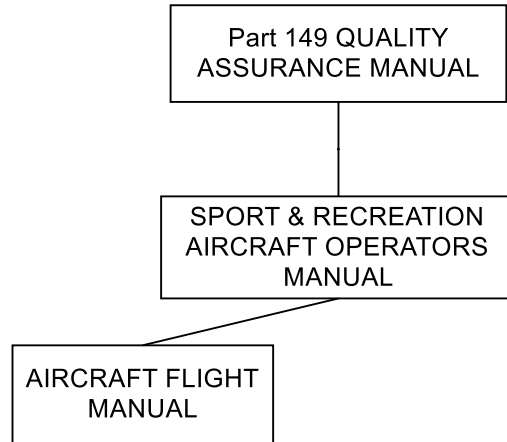 Part 149 QUALITY
ASSURANCE MANUAL
SPORT & RECREATION
AIRCRAFT OPERATORS
MANUAL
AIRCRAFT FLIGHT
MANUAL